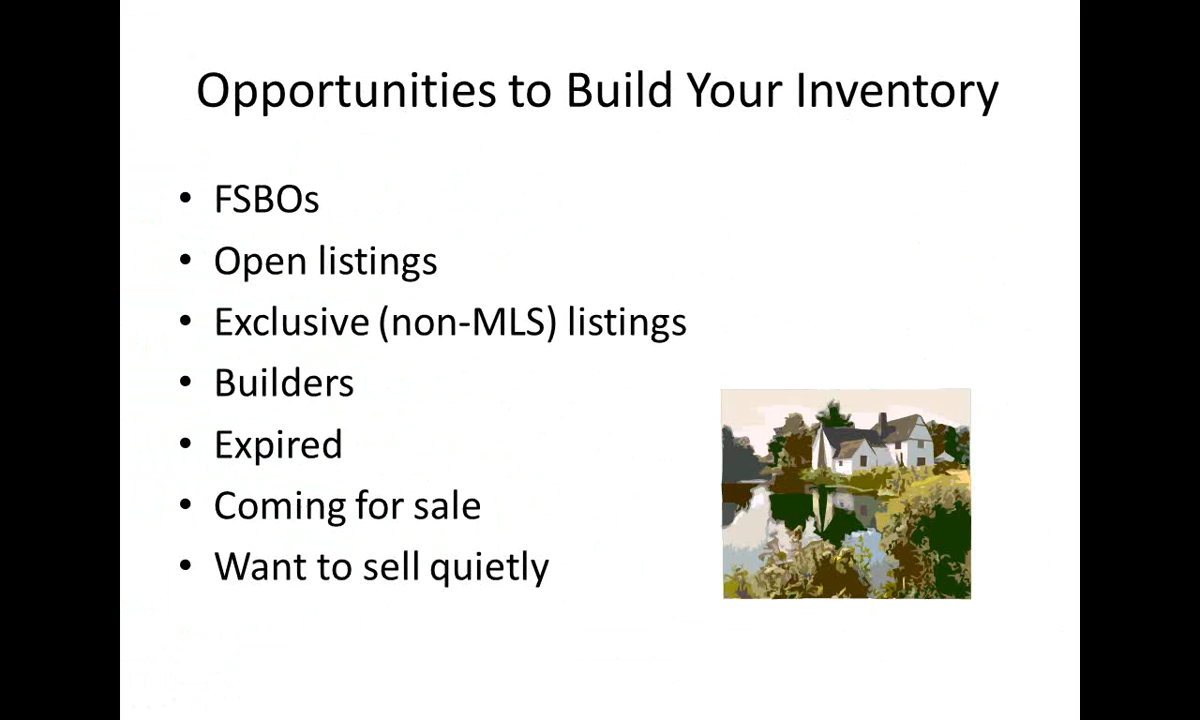 Opportunities to Build Your Inventory
• FSBOs
• Open listings
• Exclusive (non-MLS) listings
• Builders
• Expired
• Coming for sale
• Want to sell quietly